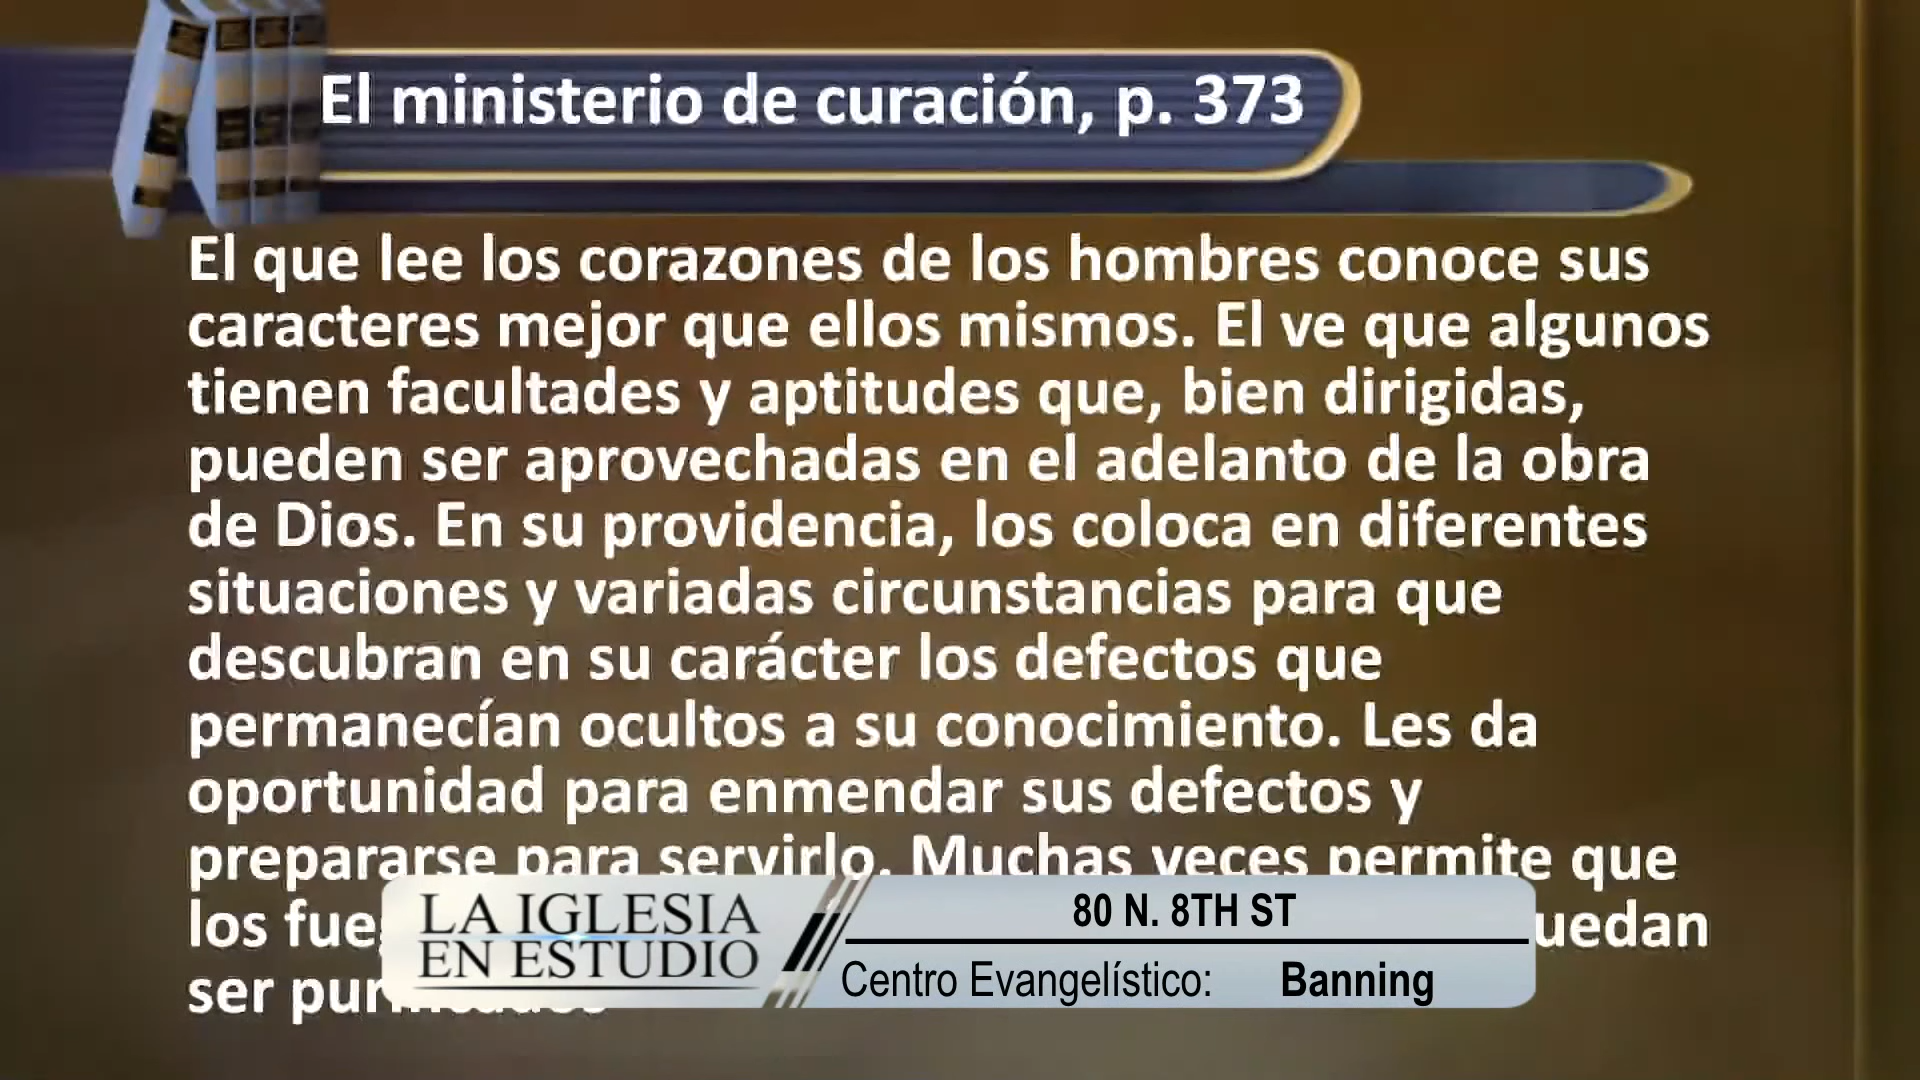 El ministerio de curación, p. 373
El que lee los corazones de los hombres conoce sus
caracteres mejor que ellos mismos. El ve que algunos
tienen facultades y aptitudes que, bien dirigidas,
pueden ser aprovechadas en el adelanto de la obra
de Dios. En su providencia, los coloca en diferentes
situaciones y variadas circunstancias para que
descubran en su carácter los defectos que
permanecían ocultos a su conocimiento. Les da
oportunidad para enmendar sus defectos y
prepararse para servirlo. Muchas veces permite que
los
ser
LA IGLESIA
EN ESTUDIO
80 N. 8TH ST
Centro Evangelístico: Banning